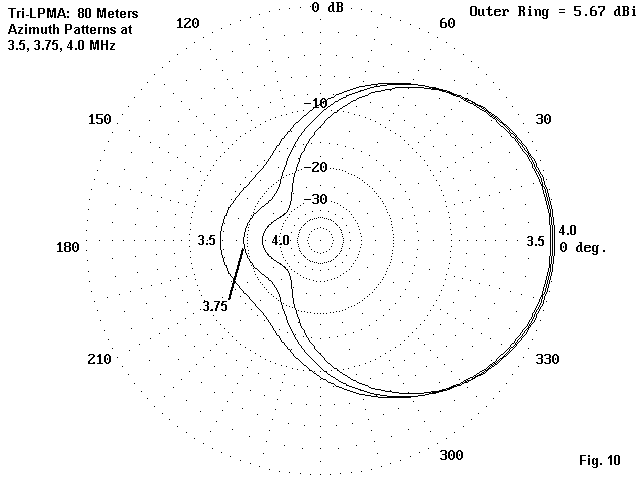 Tri-LPMA:  80 Meters
Azimuth Patterns at
3.5, 3.75, 4.0 MHz
0 dB
Outer Ring = 5.67 dBi
120
60
-10
150
30
-20
-30
180
3.5
4.0
3.5
4.0
0 deg.
3.75
210
330
300
Fig. 10